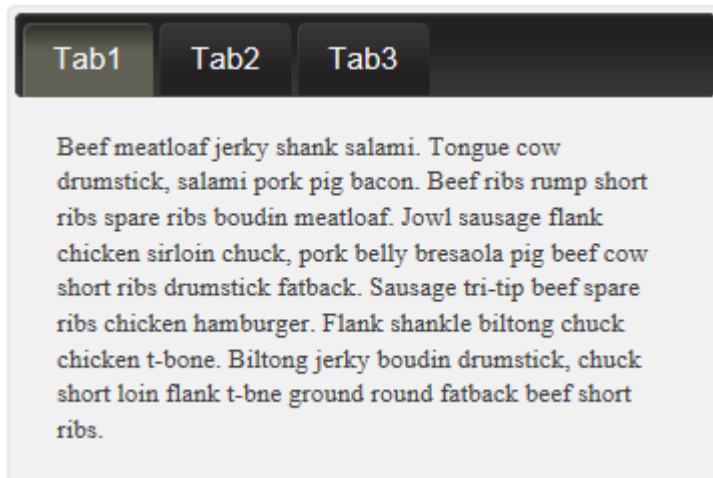 Tab1 Tab2 Tab3
Beef meatloaf jerky shank salami. Tongue cow
drumstick, salami pork pig bacon. Beef ribs rump short
ribs spare ribs boudin meatloaf. Jowl sausage flank
chicken sirloin chuck, pork belly bresaola pig beef cow
short ribs drumstick fatback. Sausage tri-tip beef spare
ribs chicken hamburger. Flank shankle biltong chuck
chicken t-bone. Biltong jerky boudin drumstick, chuck
short loin flank t-bne ground round fatback beef short
ribs.